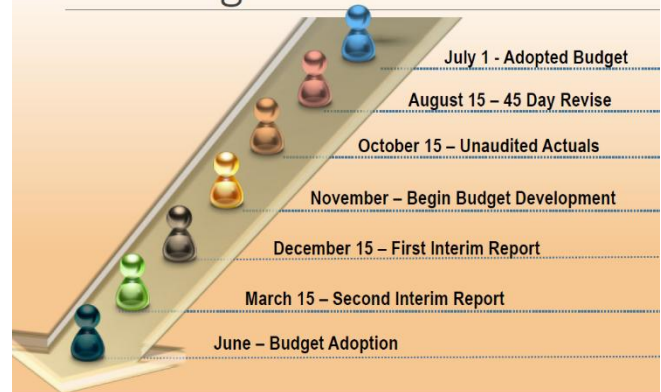 July 1 - Adopted Budget
August 15 – 45 Day Revise
October 15 – Unaudited Actuals
November – Begin Budget Development
December 15 – First Interim Report
March 15 – Second Interim Report
June – Budget Adoption